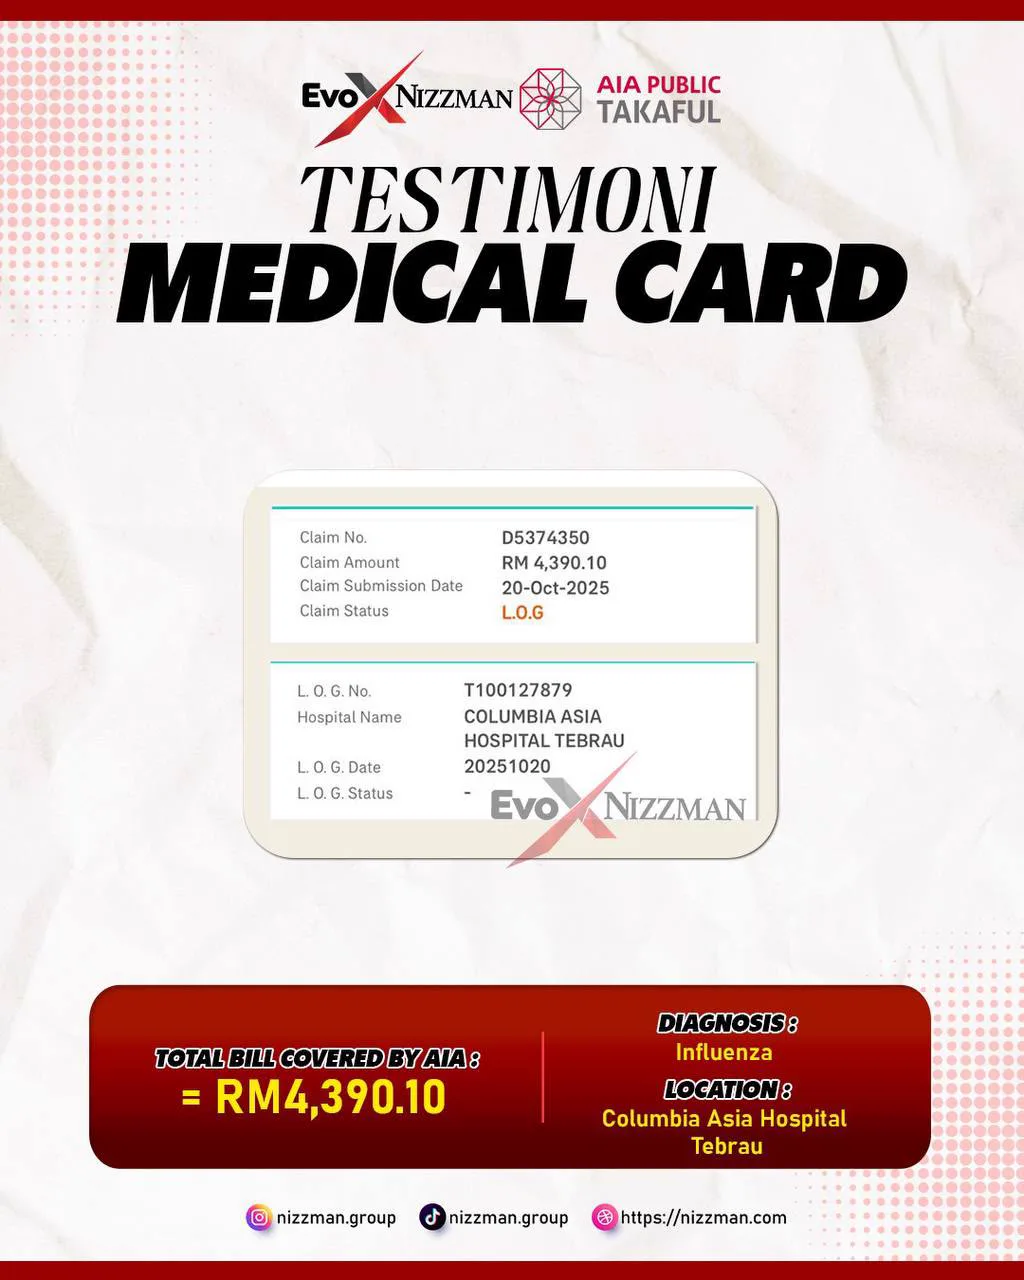 EvoX NIZZMAN AIA PUBLIC TAKAFUL
TESTIMONI
MEDICAL CARD
Claim No. D5374350
Claim Amount RM 4,390.10
Claim Submission Date 20-Oct-2025
Claim Status L.O.G
L. O. G. No. T100127879
Hospital Name COLUMBIA ASIA
HOSPITAL TEBRAU
L. O. G. Date 20251020
L. O. G. Status -
EvoX NIZZMAN
TOTAL BILL COVERED BY AIA :
= RM4,390.10
DIAGNOSIS :
Influenza
LOCATION :
Columbia Asia Hospital
Tebrau
nizzman.group nizzman.group https://nizzman.com